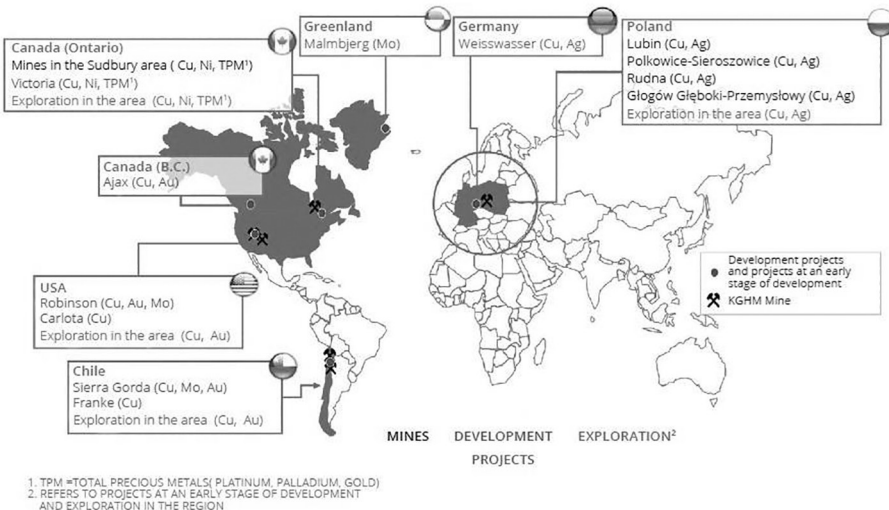 Canada (Ontario)
Mines in the Sudbury area ( Cu, Ni, TPM¹)
Victoria (Cu, Ni, TPM¹)
Exploration in the area (Cu, Ni, TPM¹)
Greenland
Malmbjerg (Mo)
Germany
Weisswasser (Cu, Ag)
Poland
Lubin (Cu, Ag)
Polkowice-Sieroszowice (Cu, Ag)
Rudna (Cu, Ag)
Głogów Głęboki-Przemysłowy (Cu, Ag)
Exploration in the area (Cu, Ag)
Canada (B.C.)
Ajax (Cu, Au)
USA
Robinson (Cu, Au, Mo)
Carlota (Cu)
Exploration in the area (Cu, Au)
Chile
Sierra Gorda (Cu, Mo, Au)
Franke (Cu)
Exploration in the area (Cu, Au)
Development projects
and projects at an early
stage of development
KGHM Mine
MINES DEVELOPMENT EXPLORATION²
PROJECTS
1. TPM =TOTAL PRECIOUS METALS( PLATINUM, PALLADIUM, GOLD)
2. REFERS TO PROJECTS AT AN EARLY STAGE OF DEVELOPMENT
AND EXPLORATION IN THE REGION